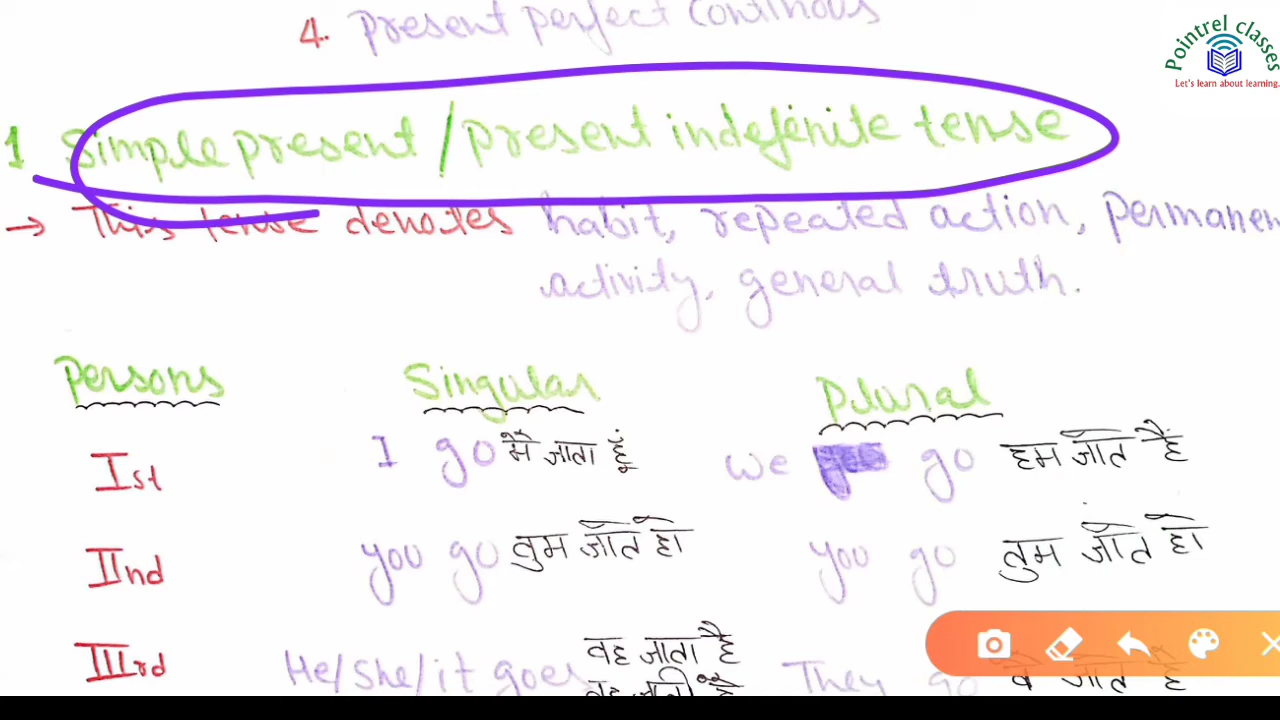 4. Present perfect continous
Pointrel classes
Let's learn about learning.
1 Simple present / present indefinite tense
→ This tense denotes habit, repeated action, permanen
activity, general truth.
Persons Singular Plural
Ist I go मैं जाता हूं We go हम जाते हैं
IInd you go तुम जाते हो you go तुम जाते हो
IIIrd He/She/it goes वह जाता है They go वे जाते है
वह जाती है